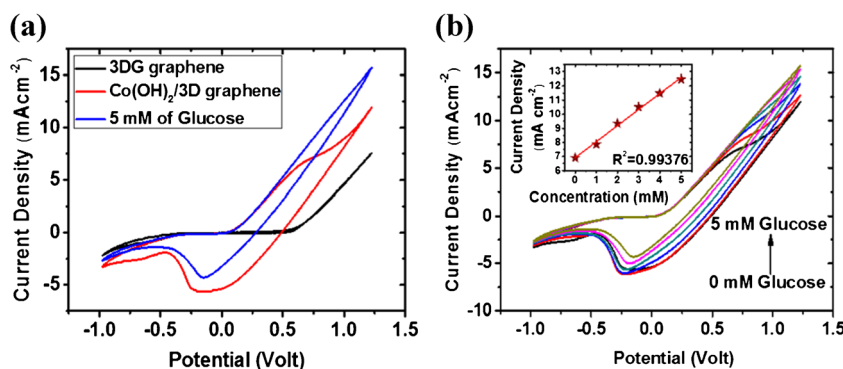 (a)
Current Density (mAcm⁻²)
15
10
5
0
-5
-1.0 -0.5 0.0 0.5 1.0 1.5
Potential (Volt)
3DG graphene
Co(OH)₂/3D graphene
5 mM of Glucose
(b)
Current Density (mAcm⁻²)
15
10
5
0
-5
-10
-1.0 -0.5 0.0 0.5 1.0 1.5
Potential (Volt)
Current Density
(mA cm⁻²)
14
13
12
11
10
9
8
7
6
0 1 2 3 4 5
Concentration (mM)
R²=0.99376
5 mM Glucose
0 mM Glucose